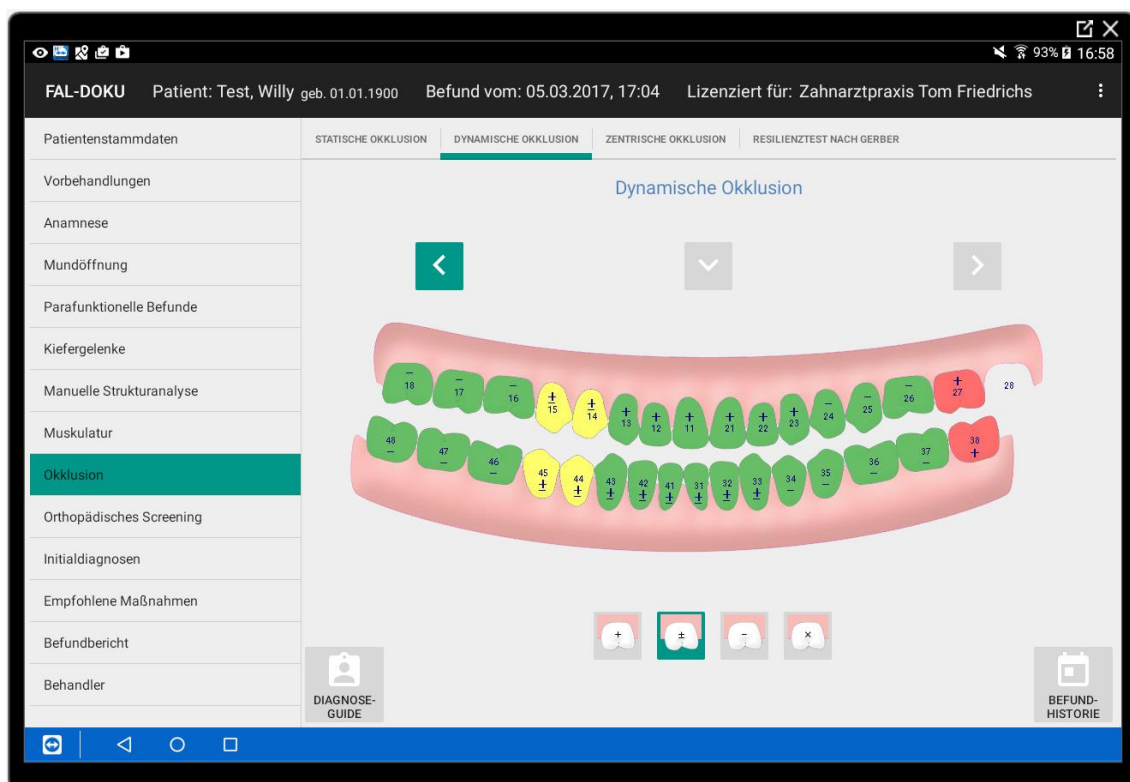 93% 16:58
FAL-DOKU Patient: Test, Willy geb. 01.01.1900 Befund vom: 05.03.2017, 17:04 Lizenziert für: Zahnarztpraxis Tom Friedrichs
Patientenstammdaten
Vorbehandlungen
Anamnese
Mundöffnung
Parafunktionelle Befunde
Kiefergelenke
Manuelle Strukturanalyse
Muskulatur
Okklusion
Orthopädisches Screening
Initialdiagnosen
Empfohlene Maßnahmen
Befundbericht
Behandler
STATISCHE OKKLUSION DYNAMISCHE OKKLUSION ZENTRISCHE OKKLUSION RESILIENZTEST NACH GERBER
Dynamische Okklusion
− − − ± ± + + + + + + − − − +
18 17 16 15 14 13 12 11 21 22 23 24 25 26 27 28
48 47 46 45 44 43 42 41 31 32 33 34 35 36 37 38
− − − ± ± ± ± ± ± ± ± − − − − +
+ ± − ×
DIAGNOSE-
GUIDE
BEFUND-
HISTORIE